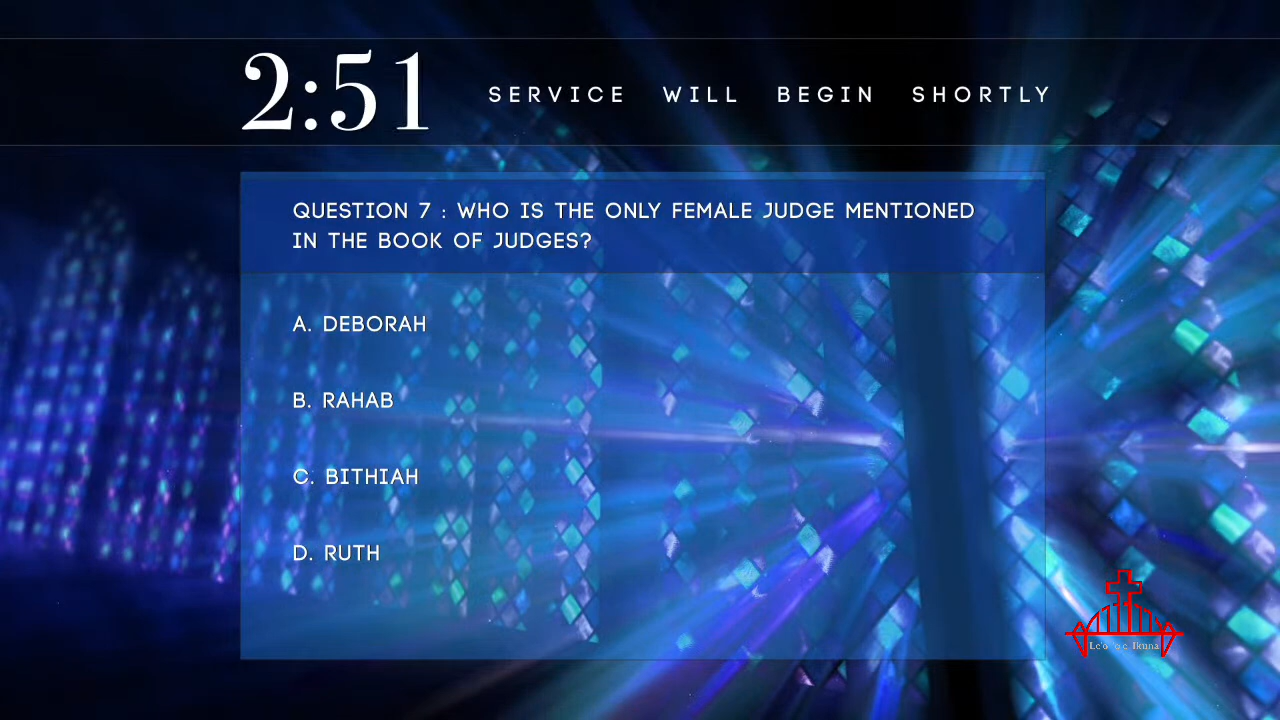 2:51
SERVICE WILL BEGIN SHORTLY
QUESTION 7 : WHO IS THE ONLY FEMALE JUDGE MENTIONED
IN THE BOOK OF JUDGES?
A. DEBORAH
B. RAHAB
C. BITHIAH
D. RUTH
Ikuna